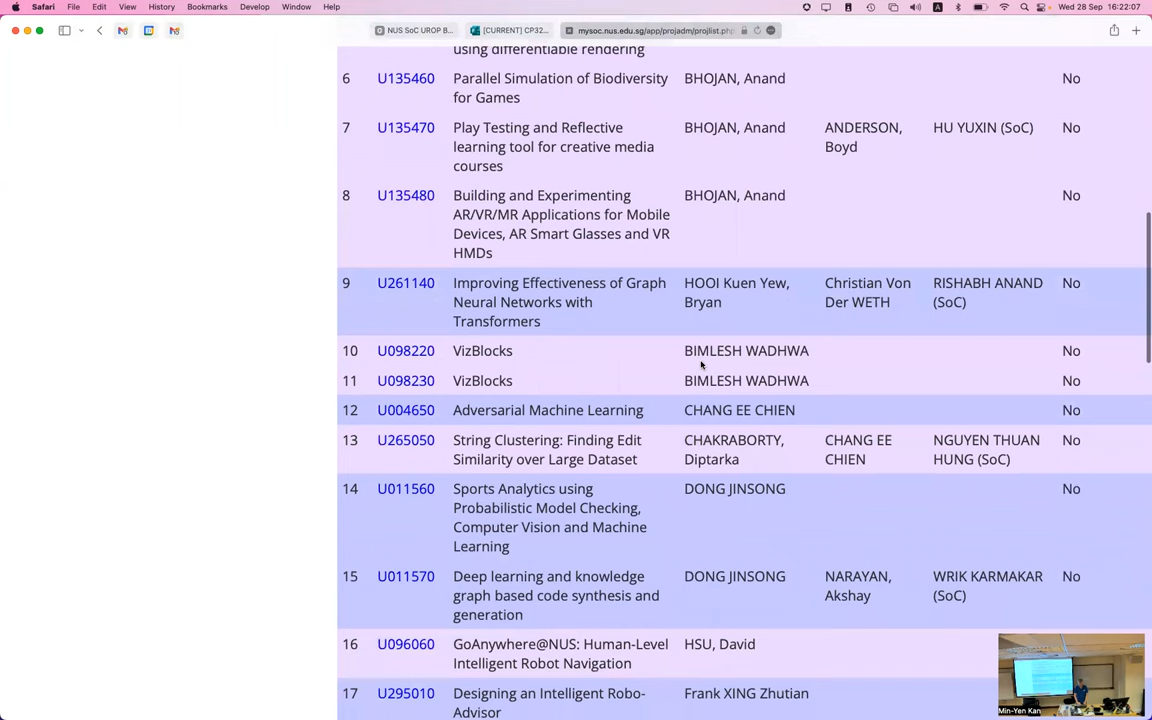 Safari File Edit View History Bookmarks Develop Window Help
A Wed 28 Sep 16:22:07
NUS SoC UROP B... [CURRENT] CP32... mysoc.nus.edu.sg/app/projadm/projlist.php
using differentiable rendering
6 U135460 Parallel Simulation of Biodiversity BHOJAN, Anand No
for Games
7 U135470 Play Testing and Reflective BHOJAN, Anand ANDERSON, HU YUXIN (SoC) No
learning tool for creative media Boyd
courses
8 U135480 Building and Experimenting BHOJAN, Anand No
AR/VR/MR Applications for Mobile
Devices, AR Smart Glasses and VR
HMDs
9 U261140 Improving Effectiveness of Graph HOOI Kuen Yew, Christian Von RISHABH ANAND No
Neural Networks with Bryan Der WETH (SoC)
Transformers
10 U098220 VizBlocks BIMLESH WADHWA No
11 U098230 VizBlocks BIMLESH WADHWA No
12 U004650 Adversarial Machine Learning CHANG EE CHIEN No
13 U265050 String Clustering: Finding Edit CHAKRABORTY, CHANG EE NGUYEN THUAN No
Similarity over Large Dataset Diptarka CHIEN HUNG (SoC)
14 U011560 Sports Analytics using DONG JINSONG No
Probabilistic Model Checking,
Computer Vision and Machine
Learning
15 U011570 Deep learning and knowledge DONG JINSONG NARAYAN, WRIK KARMAKAR No
graph based code synthesis and Akshay (SoC)
generation
16 U096060 GoAnywhere@NUS: Human-Level HSU, David
Intelligent Robot Navigation
17 U295010 Designing an Intelligent Robo- Frank XING Zhutian
Advisor
Min-Yen Kan